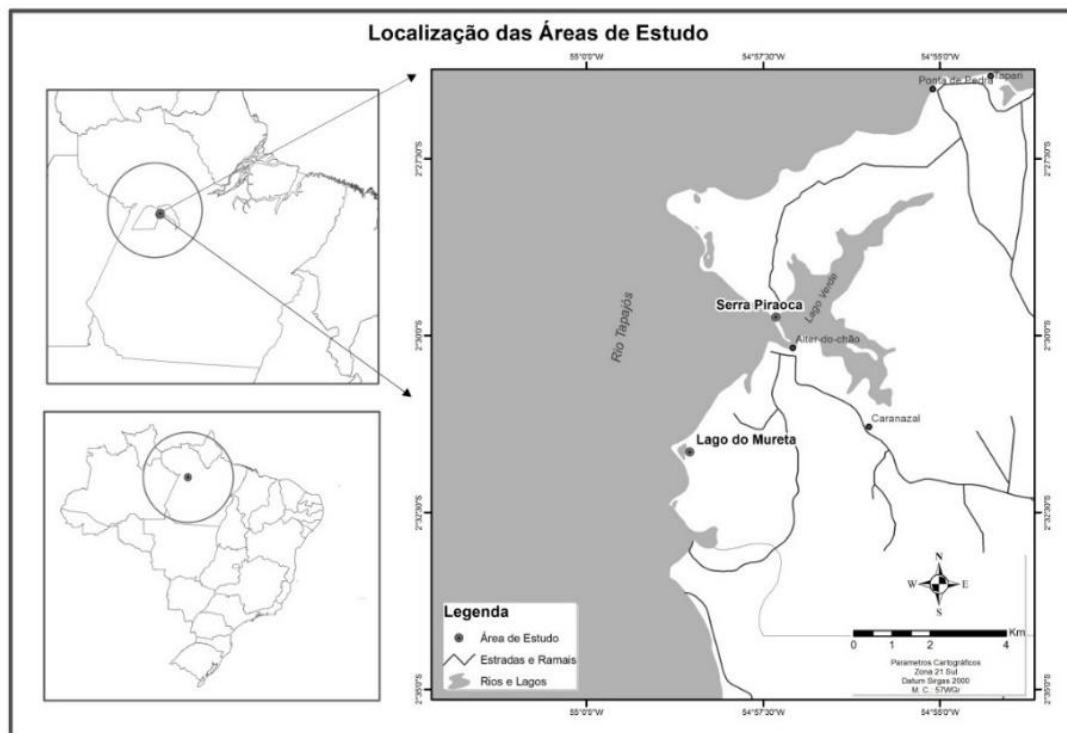 Localização das Áreas de Estudo
55°0'0"W
54°57'30"W
54°55'0"W
Ponta de Pedra
Tapari
2°27'30"S
Rio Tapajós
Lago Verde
Serra Piraoca
2°30'0"S
Alter-do-chão
Caranazal
Lago do Mureta
2°32'30"S
N
W
E
S
Legenda
Área de Estudo
Estradas e Ramais
Rios e Lagos
Km
0 1 2 4
Parametros Cartográficos
Zona 21 Sul
Datum Sirgas 2000
M. C.: 57WGr
2°35'0"S
55°0'0"W
54°57'30"W
54°55'0"W